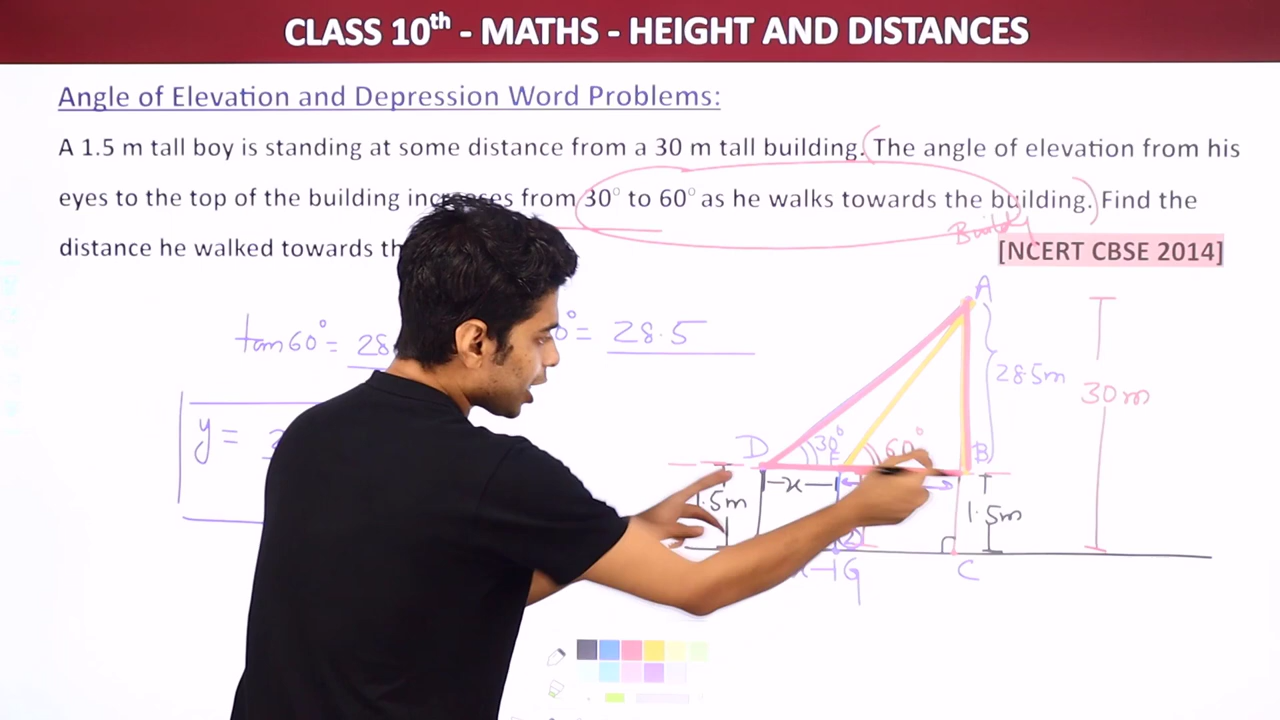 CLASS 10th - MATHS - HEIGHT AND DISTANCES
Angle of Elevation and Depression Word Problems:
A 1.5 m tall boy is standing at some distance from a 30 m tall building. The angle of elevation from his
eyes to the top of the building increases from 30° to 60° as he walks towards the building. Find the
distance he walked towards
[NCERT CBSE 2014]
A
tan60° = 28
° = 28.5
28.5m
30m
y =
D
30°
60°
B
x
1.5m
G
C